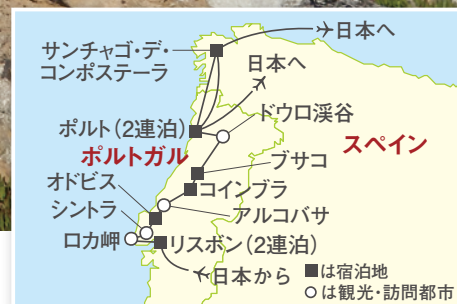 日本へ
サンチャゴ・デ・
コンポステーラ
日本へ
ドウロ渓谷
ポルト(2連泊)
ポルトガル
スペイン
ブサコ
オドビス
コインブラ
シントラ
アルコバサ
ロカ岬
リスボン(2連泊)
日本から
■は宿泊地
○は観光・訪問都市